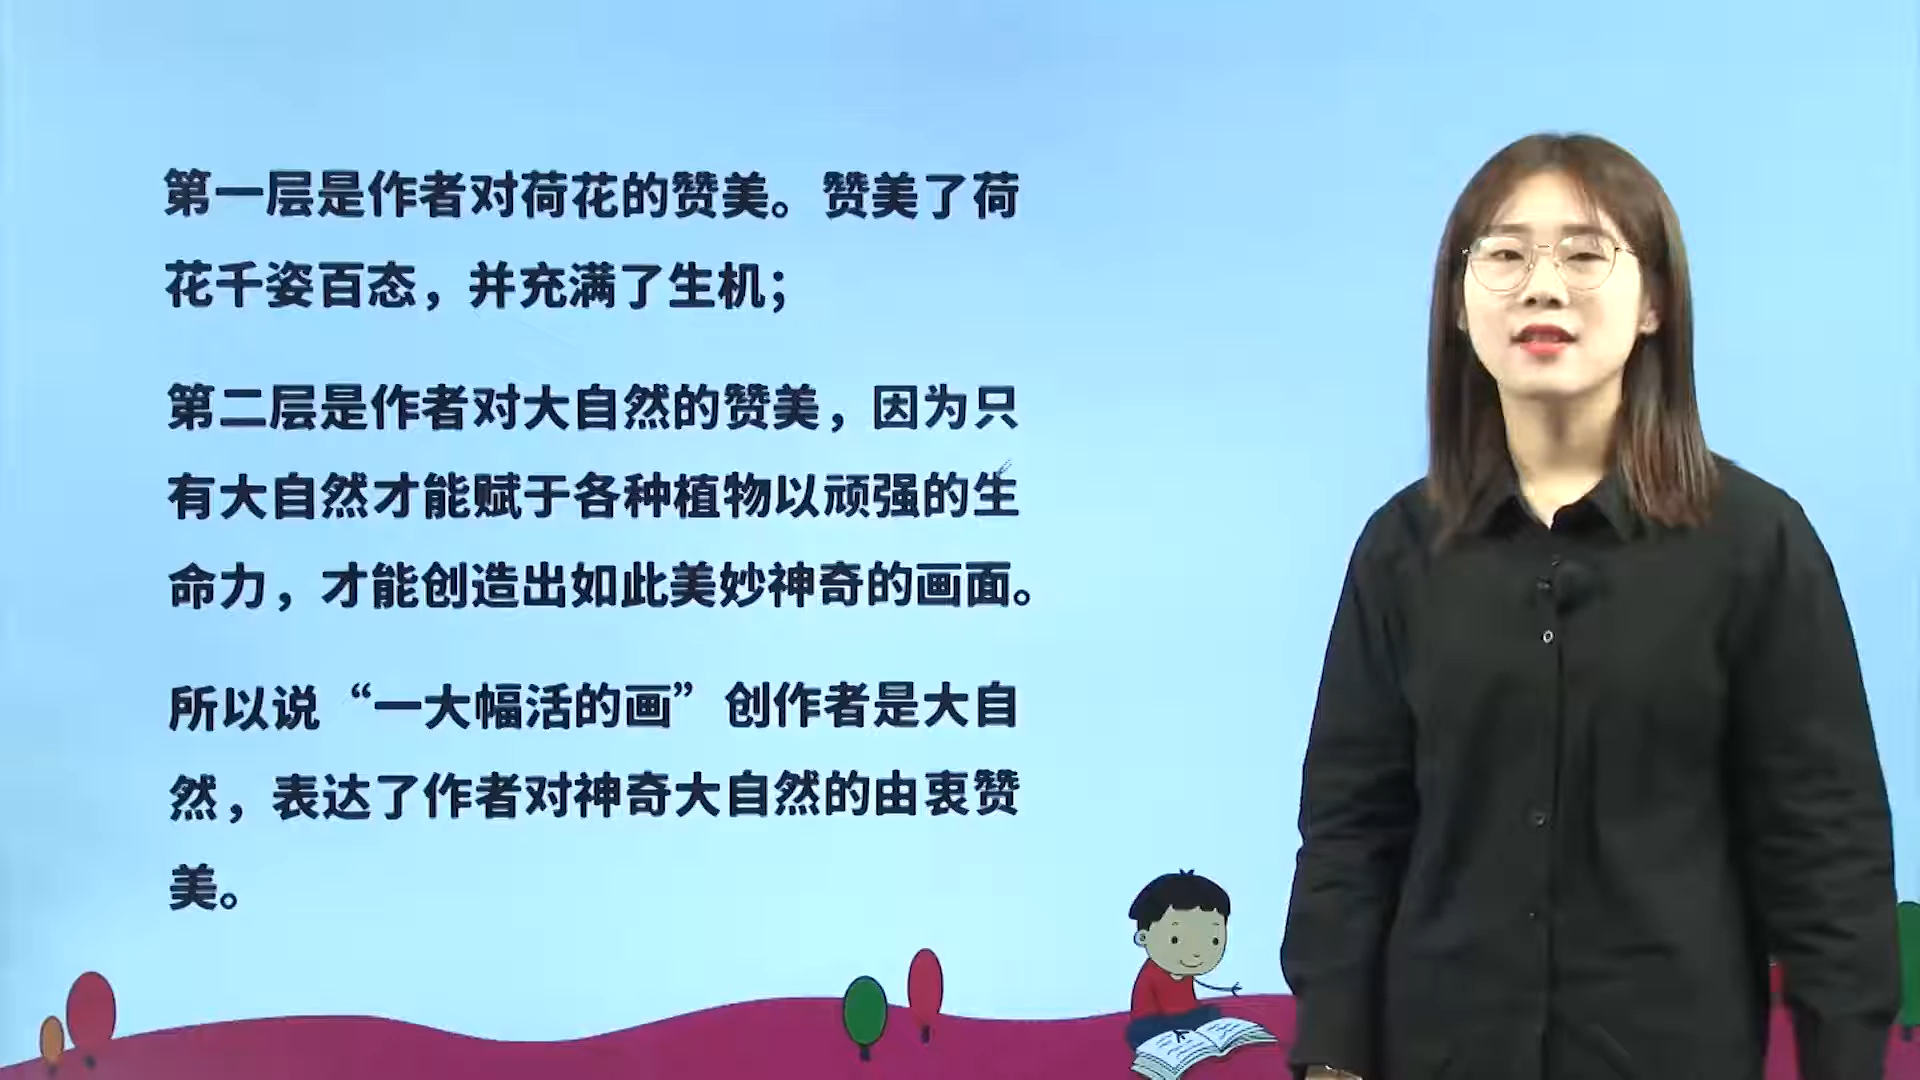 第一层是作者对荷花的赞美。赞美了荷
花千姿百态，并充满了生机；
第二层是作者对大自然的赞美，因为只
有大自然才能赋于各种植物以顽强的生
命力，才能创造出如此美妙神奇的画面。
所以说“一大幅活的画”创作者是大自
然，表达了作者对神奇大自然的由衷赞
美。